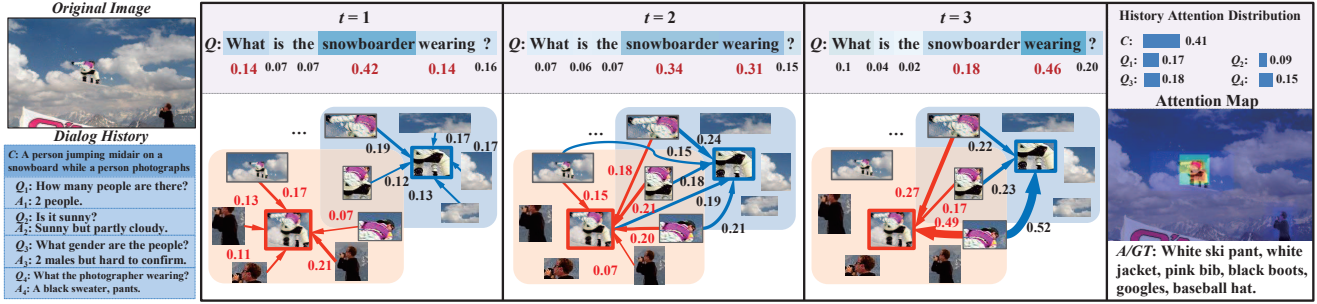 Original Image
Dialog History
C: A person jumping midair on a
snowboard while a person photographs
Q1: How many people are there?
A1: 2 people.
Q2: Is it sunny?
A2: Sunny but partly cloudy.
Q3: What gender are the people?
A3: 2 males but hard to confirm.
Q4: What the photographer wearing?
A4: A black sweater, pants.
t = 1
Q: What is the snowboarder wearing ?
0.14 0.07 0.07 0.42 0.14 0.16
...
0.17
0.17
0.19
0.12
0.13
0.17
0.13
0.07
0.11
0.21
t = 2
Q: What is the snowboarder wearing ?
0.07 0.06 0.07 0.34 0.31 0.15
...
0.24
0.15
0.18
0.18
0.15
0.19
0.21
0.20
0.21
0.07
t = 3
Q: What is the snowboarder wearing ?
0.1 0.04 0.02 0.18 0.46 0.20
...
0.22
0.27
0.23
0.17
0.49
0.52
History Attention Distribution
C: 0.41
Q1: 0.17 Q2: 0.09
Q3: 0.18 Q4: 0.15
Attention Map
A/GT: White ski pant, white
jacket, pink bib, black boots,
googles, baseball hat.